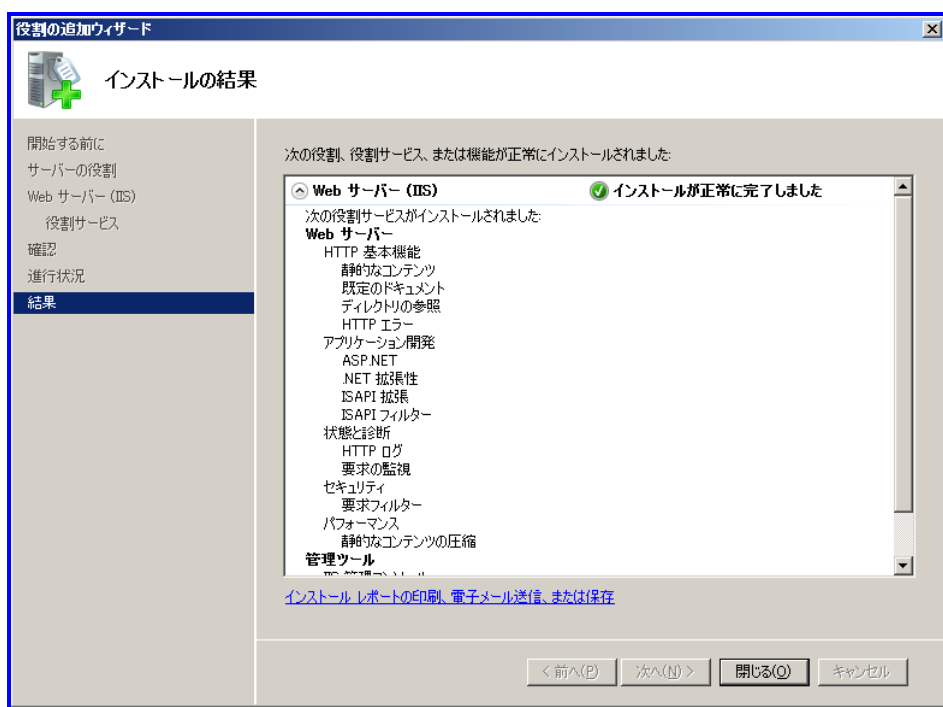 役割の追加ウィザード
インストールの結果
開始する前に
サーバーの役割
Web サーバー (IIS)
役割サービス
確認
進行状況
結果
次の役割、役割サービス、または機能が正常にインストールされました:
Web サーバー (IIS) インストールが正常に完了しました
次の役割サービスがインストールされました:
Web サーバー
HTTP 基本機能
静的なコンテンツ
既定のドキュメント
ディレクトリの参照
HTTP エラー
アプリケーション開発
ASP.NET
.NET 拡張性
ISAPI 拡張
ISAPI フィルター
状態と診断
HTTP ログ
要求の監視
セキュリティ
要求フィルター
パフォーマンス
静的なコンテンツの圧縮
管理ツール
インストール レポートの印刷、電子メール送信、または保存
< 前へ(P) 次へ(N) > 閉じる(O) キャンセル